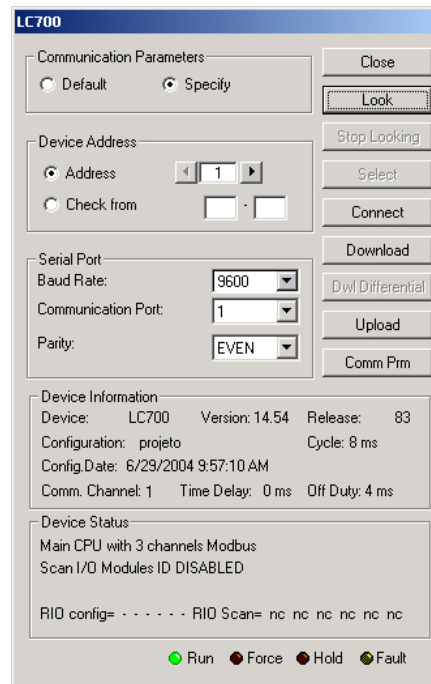 LC700
Communication Parameters
Default Specify
Close
Look
Stop Looking
Select
Connect
Download
Dwl Differential
Upload
Comm Prm
Device Address
Address 1
Check from -
Serial Port
Baud Rate: 9600
Communication Port: 1
Parity: EVEN
Device Information
Device: LC700 Version: 14.54 Release: 83
Configuration: projeto Cycle: 8 ms
Config.Date: 6/29/2004 9:57:10 AM
Comm. Channel: 1 Time Delay: 0 ms Off Duty: 4 ms
Device Status
Main CPU with 3 channels Modbus
Scan I/O Modules ID DISABLED
RIO config= - - - - - - RIO Scan= nc nc nc nc nc nc
Run Force Hold Fault